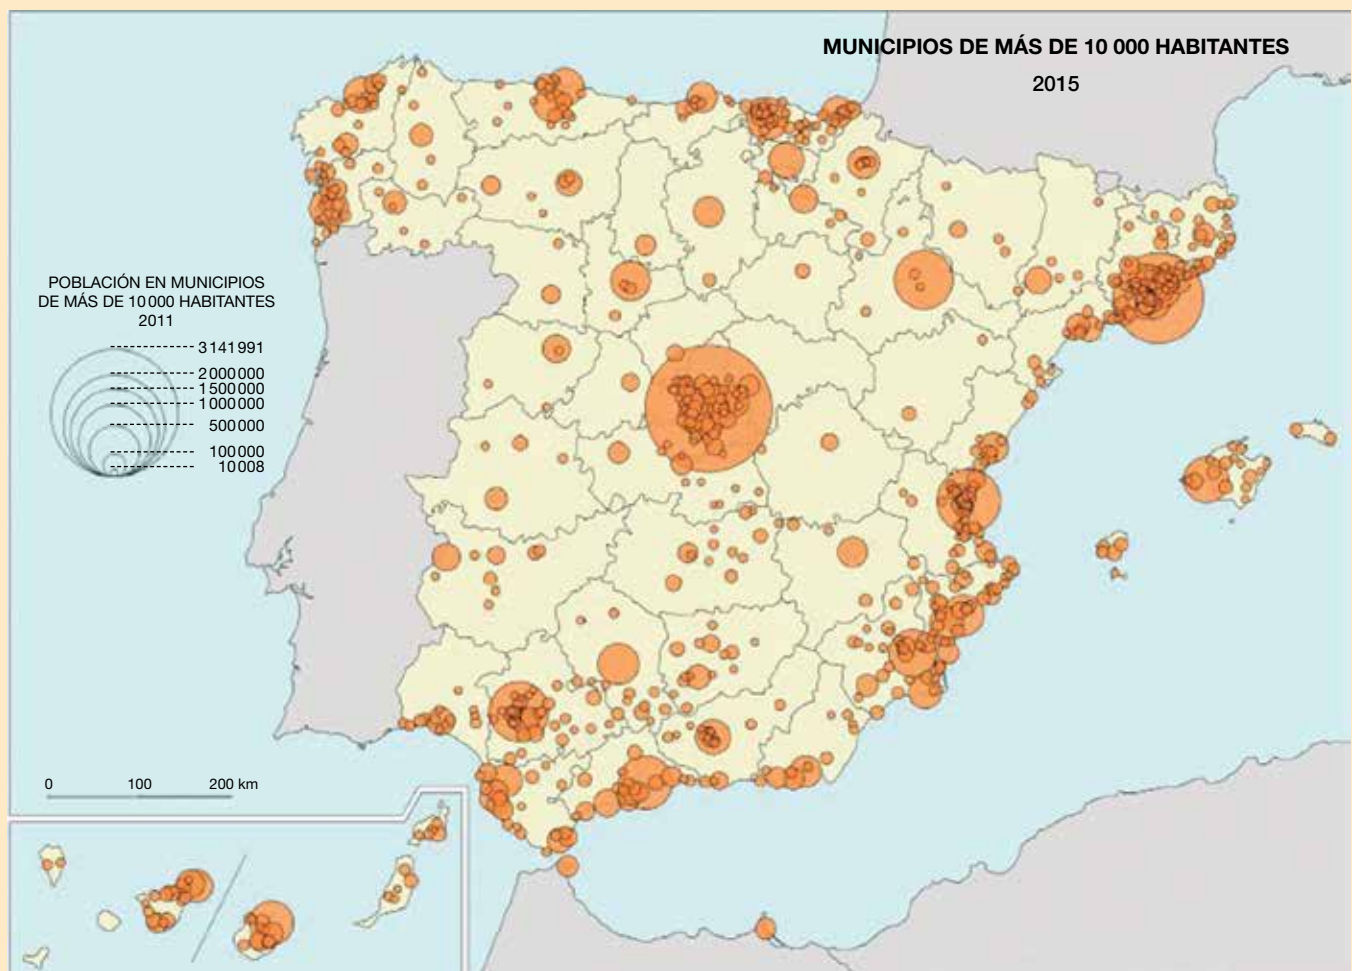 MUNICIPIOS DE MÁS DE 10 000 HABITANTES
2015
POBLACIÓN EN MUNICIPIOS
DE MÁS DE 10 000 HABITANTES
2011
3 141 991
2 000 000
1 500 000
1 000 000
500 000
100 000
10 008
0 100 200 km